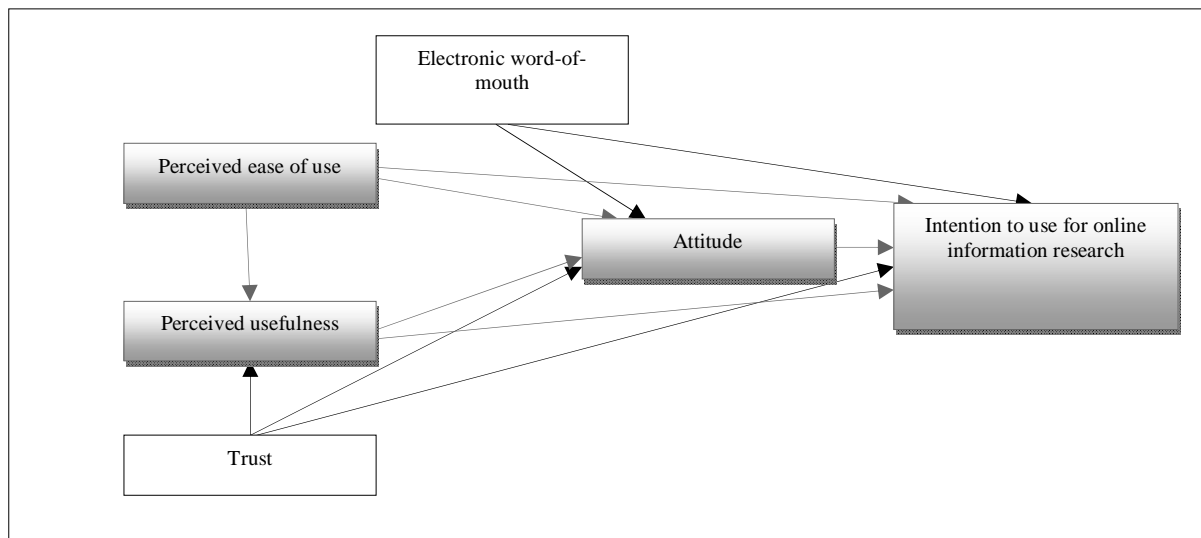 Electronic word-of-
mouth
Perceived ease of use
Attitude
Intention to use for online
information research
Perceived usefulness
Trust